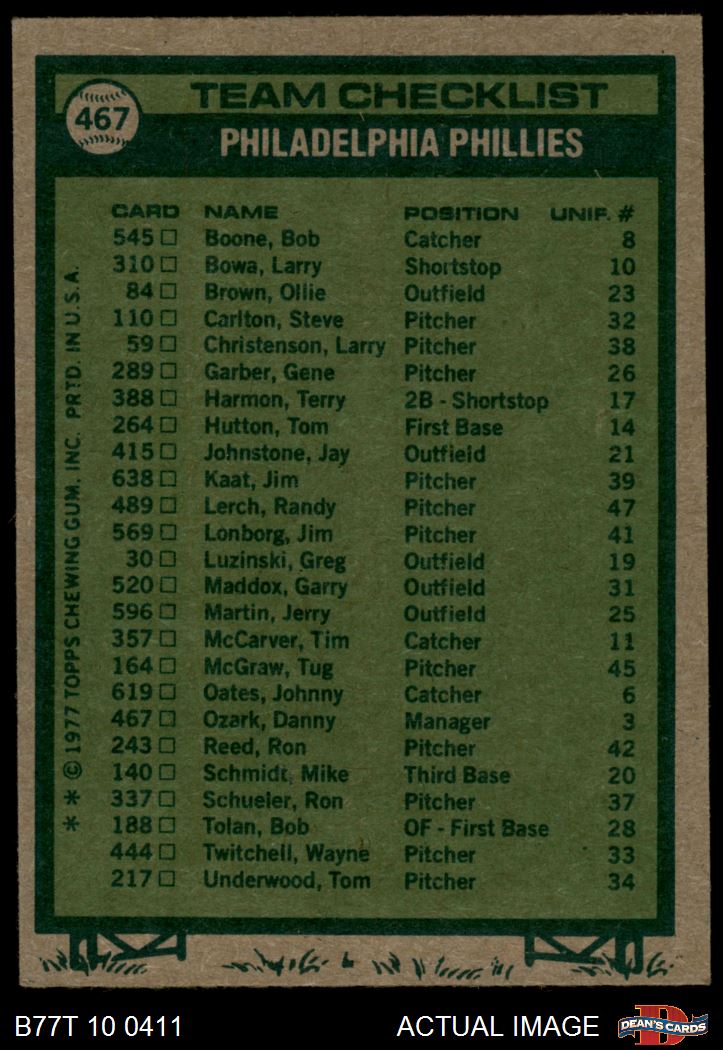 467
TEAM CHECKLIST
PHILADELPHIA PHILLIES
CARD NAME POSITION UNIF. #
545 □ Boone, Bob Catcher 8
310 □ Bowa, Larry Shortstop 10
84 □ Brown, Ollie Outfield 23
110 □ Carlton, Steve Pitcher 32
59 □ Christenson, Larry Pitcher 38
289 □ Garber, Gene Pitcher 26
388 □ Harmon, Terry 2B - Shortstop 17
264 □ Hutton, Tom First Base 14
415 □ Johnstone, Jay Outfield 21
638 □ Kaat, Jim Pitcher 39
489 □ Lerch, Randy Pitcher 47
569 □ Lonborg, Jim Pitcher 41
30 □ Luzinski, Greg Outfield 19
520 □ Maddox, Garry Outfield 31
596 □ Martin, Jerry Outfield 25
357 □ McCarver, Tim Catcher 11
164 □ McGraw, Tug Pitcher 45
619 □ Oates, Johnny Catcher 6
467 □ Ozark, Danny Manager 3
243 □ Reed, Ron Pitcher 42
140 □ Schmidt, Mike Third Base 20
337 □ Schueler, Ron Pitcher 37
188 □ Tolan, Bob OF - First Base 28
444 □ Twitchell, Wayne Pitcher 33
217 □ Underwood, Tom Pitcher 34
* * © 1977 TOPPS CHEWING GUM, INC. PRTD. IN U.S.A.
B77T 10 0411 ACTUAL IMAGE
D
DEAN'S CARDS